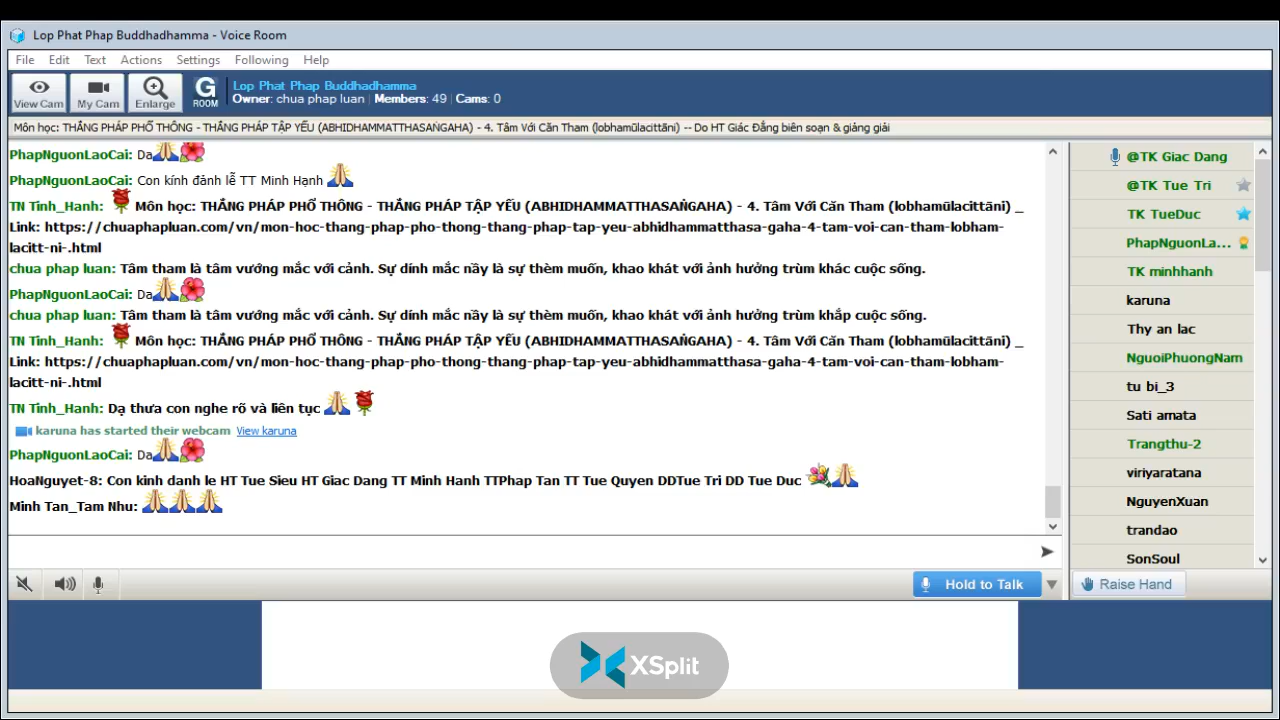 Lop Phat Phap Buddhadhamma - Voice Room
File Edit Text Actions Settings Following Help
View Cam My Cam Enlarge G ROOM
Lop Phat Phap Buddhadhamma
Owner: chua phap luan | Members: 49 | Cams: 0
Môn học: THẮNG PHÁP PHỔ THÔNG - THẮNG PHÁP TẬP YẾU (ABHIDHAMMATTHASAṄGAHA) - 4. Tâm Với Căn Tham (lobhamūlacittāni) -- Do HT Giác Đẳng biên soạn & giảng giải
PhapNguonLaoCai: Da
PhapNguonLaoCai: Con kính đảnh lễ TT Minh Hạnh
TN Tinh_Hanh: Môn học: THẮNG PHÁP PHỔ THÔNG - THẮNG PHÁP TẬP YẾU (ABHIDHAMMATTHASAṄGAHA) - 4. Tâm Với Căn Tham (lobhamūlacittāni) _
Link: https://chuaphapluan.com/vn/mon-hoc-thang-phap-pho-thong-thang-phap-tap-yeu-abhidhammatthasa-gaha-4-tam-voi-can-tham-lobham-
lacitt-ni-.html
chua phap luan: Tâm tham là tâm vướng mắc với cảnh. Sự dính mắc nầy là sự thèm muốn, khao khát với ảnh hưởng trùm khác cuộc sống.
PhapNguonLaoCai: Da
chua phap luan: Tâm tham là tâm vướng mắc với cảnh. Sự dính mắc nầy là sự thèm muốn, khao khát với ảnh hưởng trùm khắp cuộc sống.
TN Tinh_Hanh: Môn học: THẮNG PHÁP PHỔ THÔNG - THẮNG PHÁP TẬP YẾU (ABHIDHAMMATTHASAṄGAHA) - 4. Tâm Với Căn Tham (lobhamūlacittāni) _
Link: https://chuaphapluan.com/vn/mon-hoc-thang-phap-pho-thong-thang-phap-tap-yeu-abhidhammatthasa-gaha-4-tam-voi-can-tham-lobham-
lacitt-ni-.html
TN Tinh_Hanh: Dạ thưa con nghe rõ và liên tục
karuna has started their webcam View karuna
PhapNguonLaoCai: Da
HoaNguyet-8: Con kinh danh le HT Tue Sieu HT Giac Dang TT Minh Hanh TTPhap Tan TT Tue Quyen DDTue Tri DD Tue Duc
Minh Tan_Tam Nhu:
@TK Giac Dang
@TK Tue Tri
TK TueDuc
PhapNguonLa...
TK minhhanh
karuna
Thy an lac
NguoiPhuongNam
tu bi_3
Sati amata
Trangthu-2
viriyaratana
NguyenXuan
trandao
SonSoul
Hold to Talk
Raise Hand
XSplit